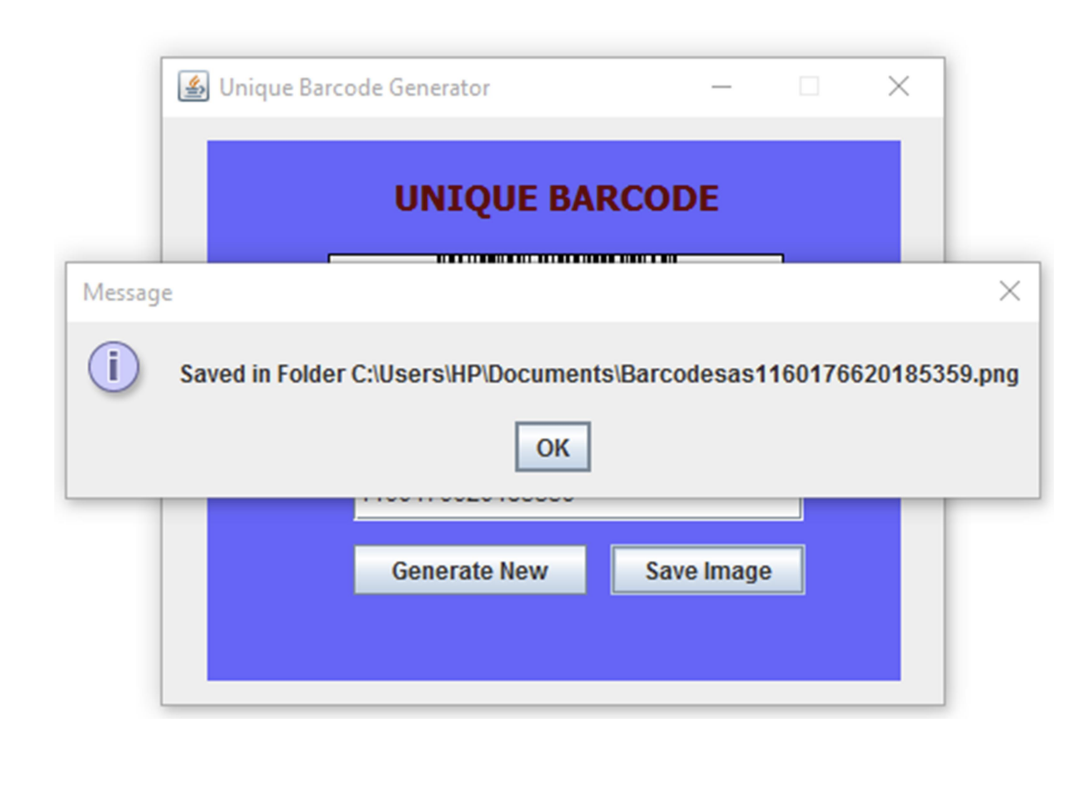 Unique Barcode Generator
UNIQUE BARCODE
Message
Saved in Folder C:\Users\HP\Documents\Barcodesas1160176620185359.png
OK
Generate New
Save Image